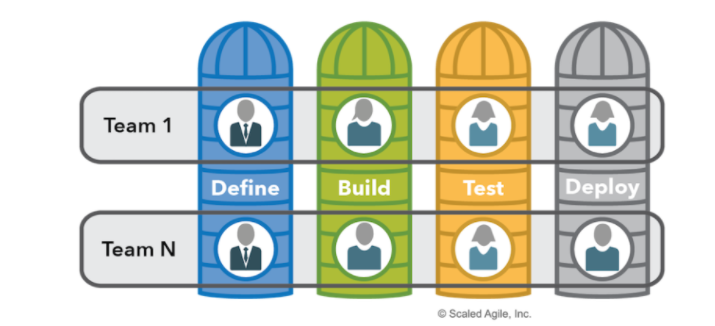 Team 1
Define Build Test Deploy
Team N
© Scaled Agile, Inc.